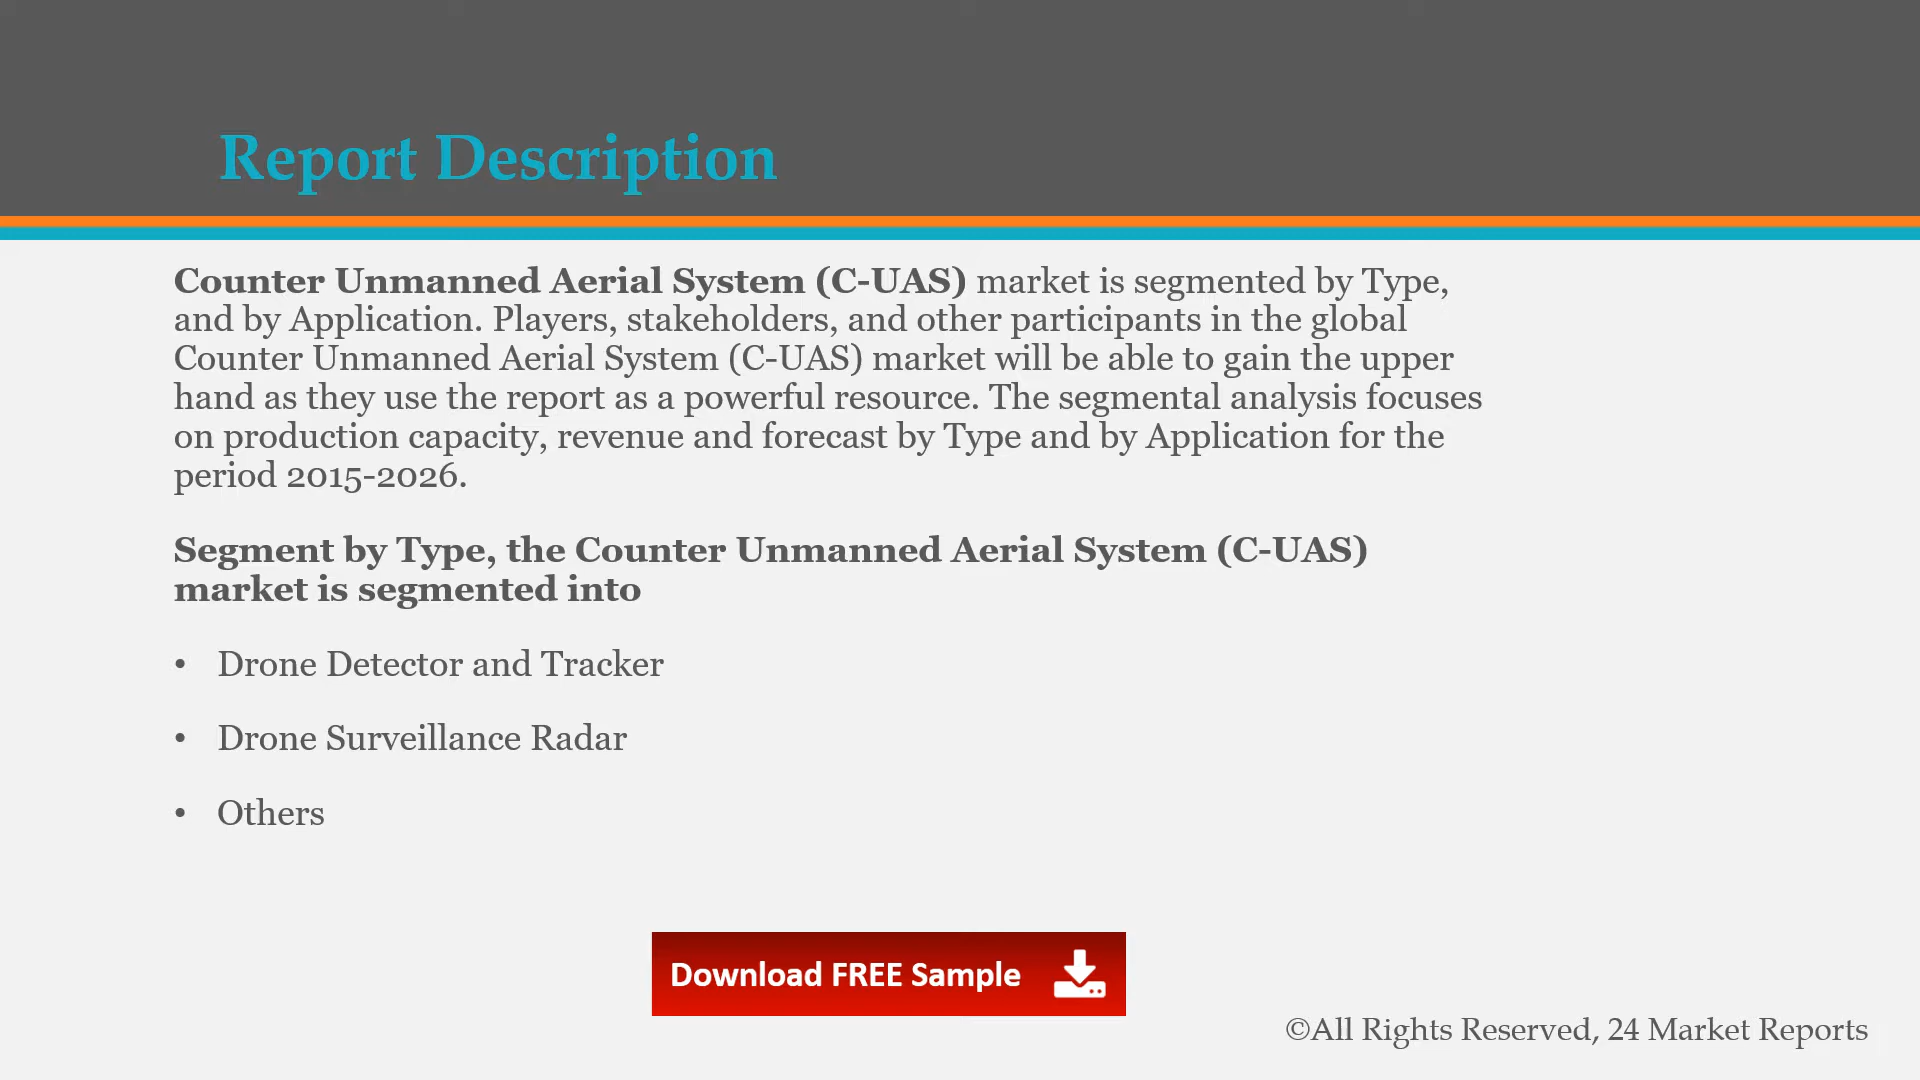 Report Description
Counter Unmanned Aerial System (C-UAS) market is segmented by Type,
and by Application. Players, stakeholders, and other participants in the global
Counter Unmanned Aerial System (C-UAS) market will be able to gain the upper
hand as they use the report as a powerful resource. The segmental analysis focuses
on production capacity, revenue and forecast by Type and by Application for the
period 2015-2026.
Segment by Type, the Counter Unmanned Aerial System (C-UAS)
market is segmented into
• Drone Detector and Tracker
• Drone Surveillance Radar
• Others
Download FREE Sample
©All Rights Reserved, 24 Market Reports